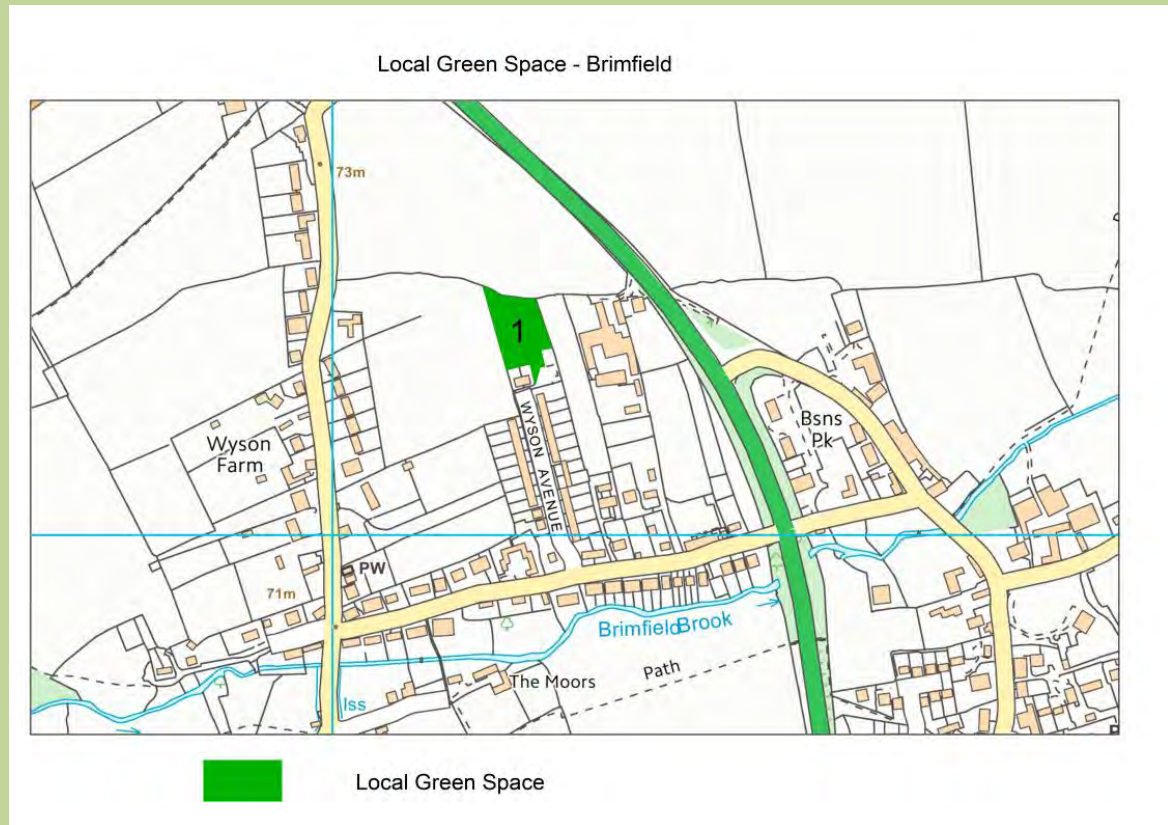 Local Green Space - Brimfield
73m
1
WYSON AVENUE
Wyson
Farm
Bsns
Pk
PW
71m
Brimfield Brook
Path
The Moors
Iss
Local Green Space